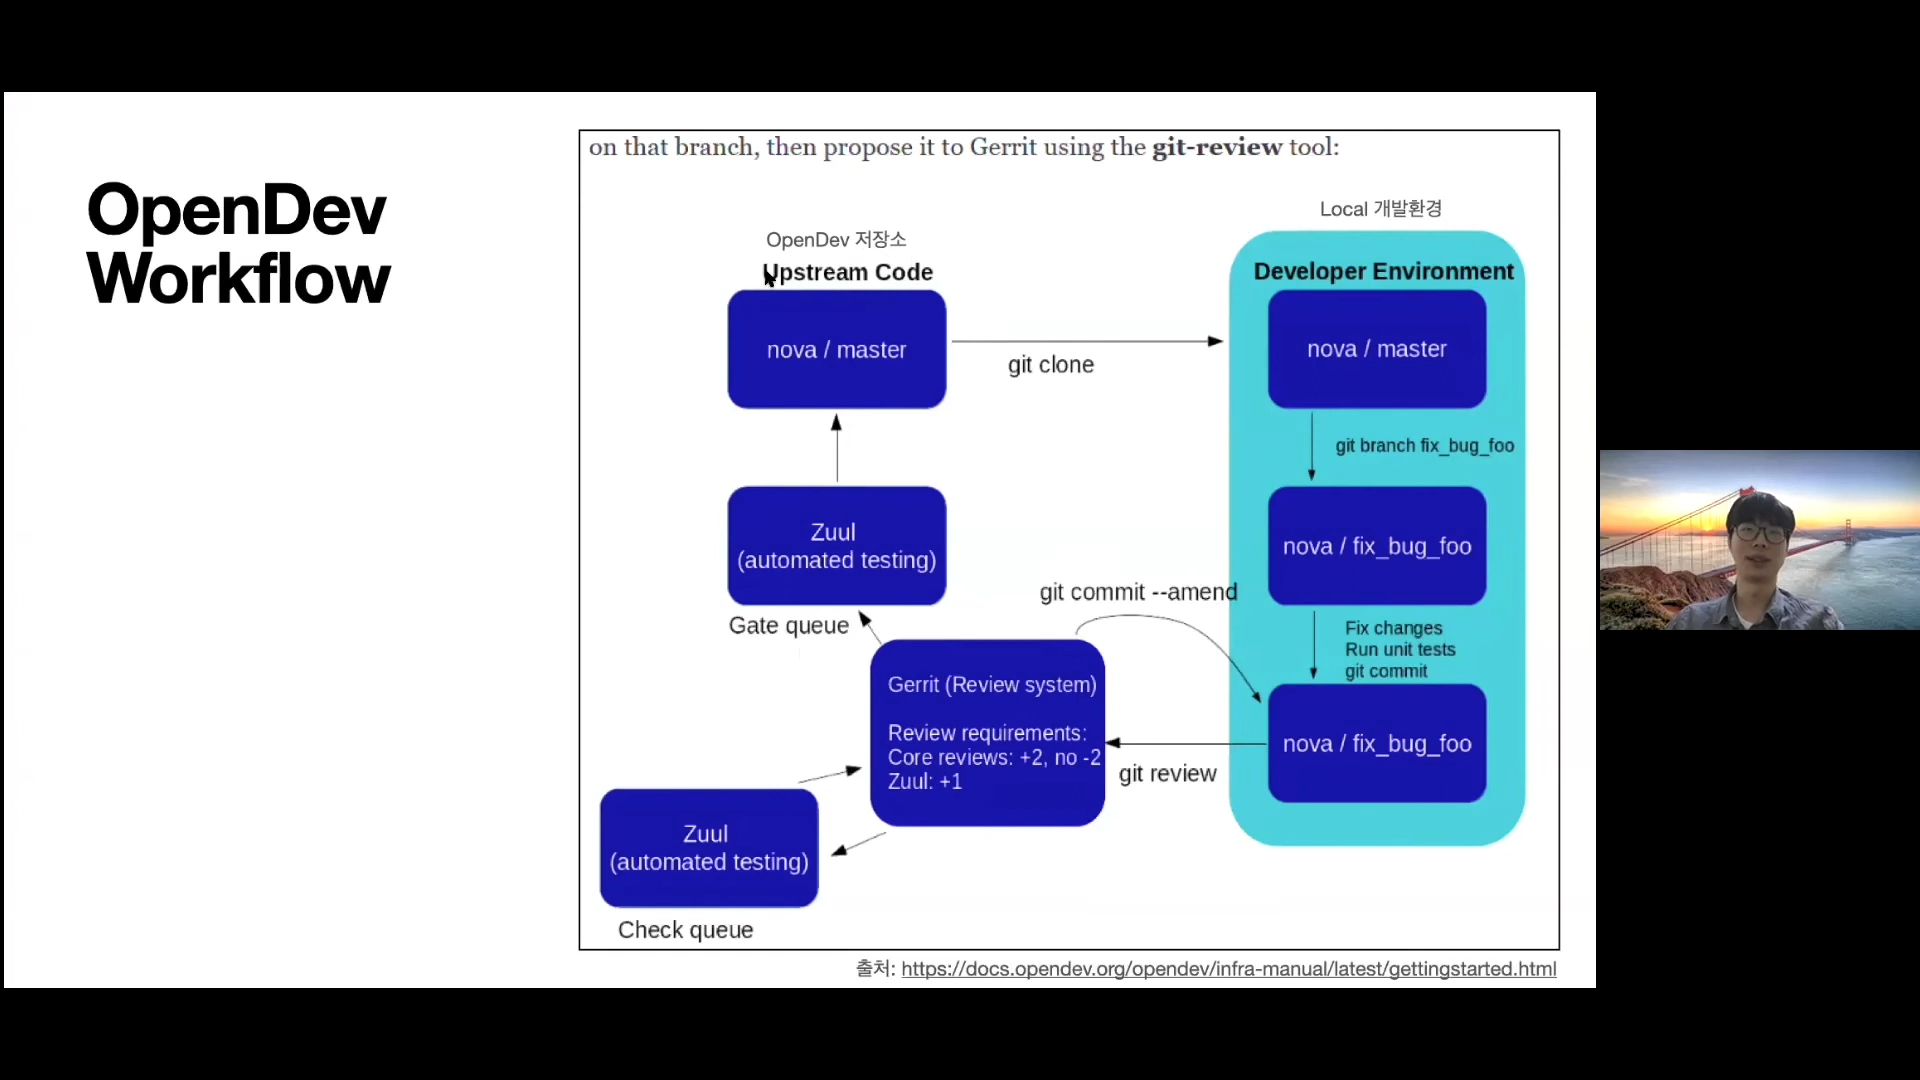 OpenDev
Workflow
on that branch, then propose it to Gerrit using the git-review tool:
Local 개발환경
OpenDev 저장소
Upstream Code
Developer Environment
nova / master
git clone
nova / master
git branch fix_bug_foo
Zuul
(automated testing)
Gate queue
nova / fix_bug_foo
git commit --amend
Fix changes
Run unit tests
git commit
Gerrit (Review system)
Review requirements:
Core reviews: +2, no -2
Zuul: +1
git review
nova / fix_bug_foo
Zuul
(automated testing)
Check queue
출처: https://docs.opendev.org/opendev/infra-manual/latest/gettingstarted.html